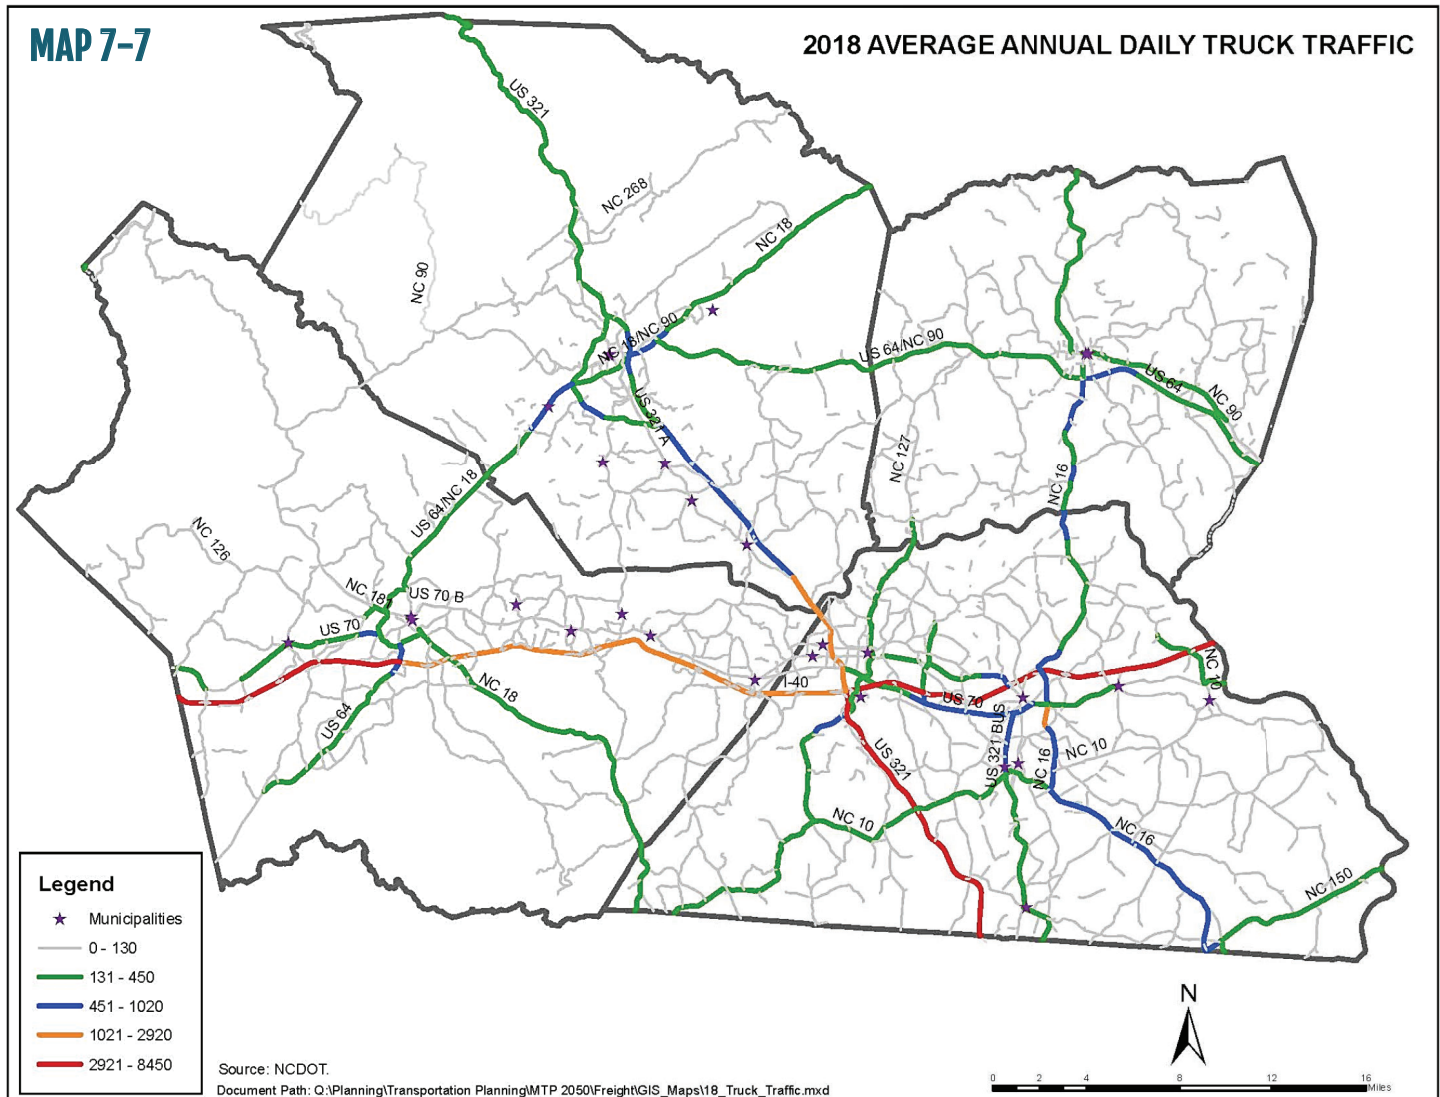 MAP 7-7
2018 AVERAGE ANNUAL DAILY TRUCK TRAFFIC
US 321
NC 268
NC 18
NC 90
NC 18/NC 90
US 64/NC 90
US 64
NC 90
US 321 A
NC 127
NC 16
US 64/NC 18
NC 126
NC 181
US 70 B
US 70
NC 18
I-40
US 64
US 70
NC 10
US 321
US 321 BUS
NC 16
NC 10
NC 10
NC 16
NC 150
Legend
Municipalities
0 - 130
131 - 450
451 - 1020
1021 - 2920
2921 - 8450
Source: NCDOT.
Document Path: Q:\Planning\Transportation Planning\MTP 2050\Freight\GIS_Maps\18_Truck_Traffic.mxd
N
0 2 4 8 12 16
Miles